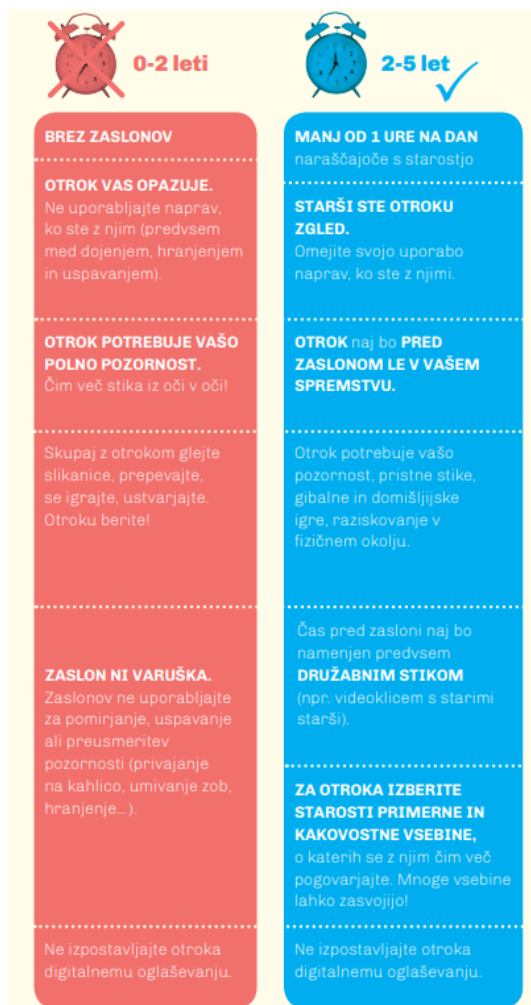 0-2 leti
BREZ ZASLONOV
OTROK VAS OPAZUJE.
Ne uporabljajte naprav,
ko ste z njim (predvsem
med dojenjem, hranjenjem
in uspavanjem).
OTROK POTREBUJE VAŠO
POLNO POZORNOST.
Čim več stika iz oči v oči!
Skupaj z otrokom glejte
slikanice, prepevajte,
se igrajte, ustvarjajte.
Otroku berite!
ZASLON NI VARUŠKA.
Zaslonov ne uporabljajte
za pomirjanje, uspavanje
ali preusmeritev
pozornosti (privajanje
na kahlico, umivanje zob,
hranjenje...).
Ne izpostavljajte otroka
digitalnemu oglaševanju.
2-5 let
MANJ OD 1 URE NA DAN
naraščajoče s starostjo
STARŠI STE OTROKU
ZGLED.
Omejite svojo uporabo
naprav, ko ste z njimi.
OTROK naj bo PRED
ZASLONOM LE V VAŠEM
SPREMSTVU.
Otrok potrebuje vašo
pozornost, pristne stike,
gibalne in domišljijske
igre, raziskovanje v
fizičnem okolju.
Čas pred zasloni naj bo
namenjen predvsem
DRUŽABNIM STIKOM
(npr. videoklicem s starimi
starši).
ZA OTROKA IZBERITE
STAROSTI PRIMERNE IN
KAKOVOSTNE VSEBINE,
o katerih se z njim čim več
pogovarjajte. Mnoge vsebine
lahko zasvojijo!
Ne izpostavljajte otroka
digitalnemu oglaševanju.